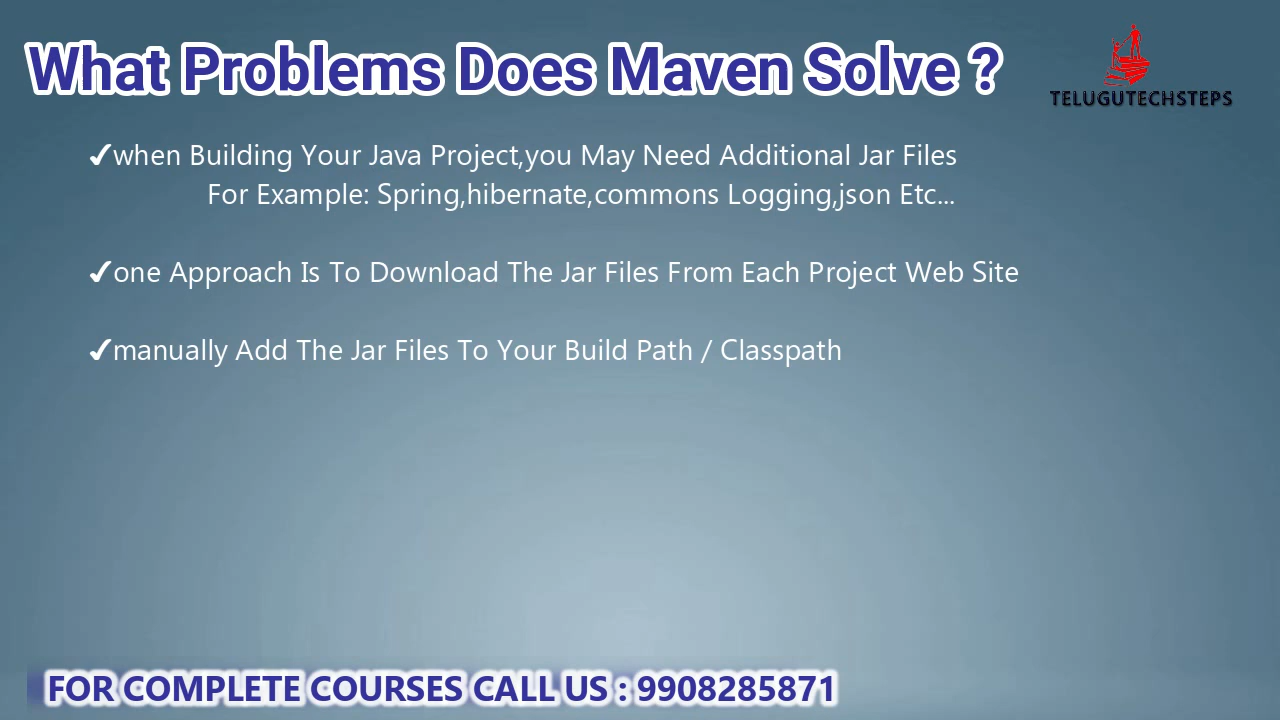 What Problems Does Maven Solve ?
TELUGUTECHSTEPS
✔when Building Your Java Project,you May Need Additional Jar Files
For Example: Spring,hibernate,commons Logging,json Etc...
✔one Approach Is To Download The Jar Files From Each Project Web Site
✔manually Add The Jar Files To Your Build Path / Classpath
FOR COMPLETE COURSES CALL US : 9908285871